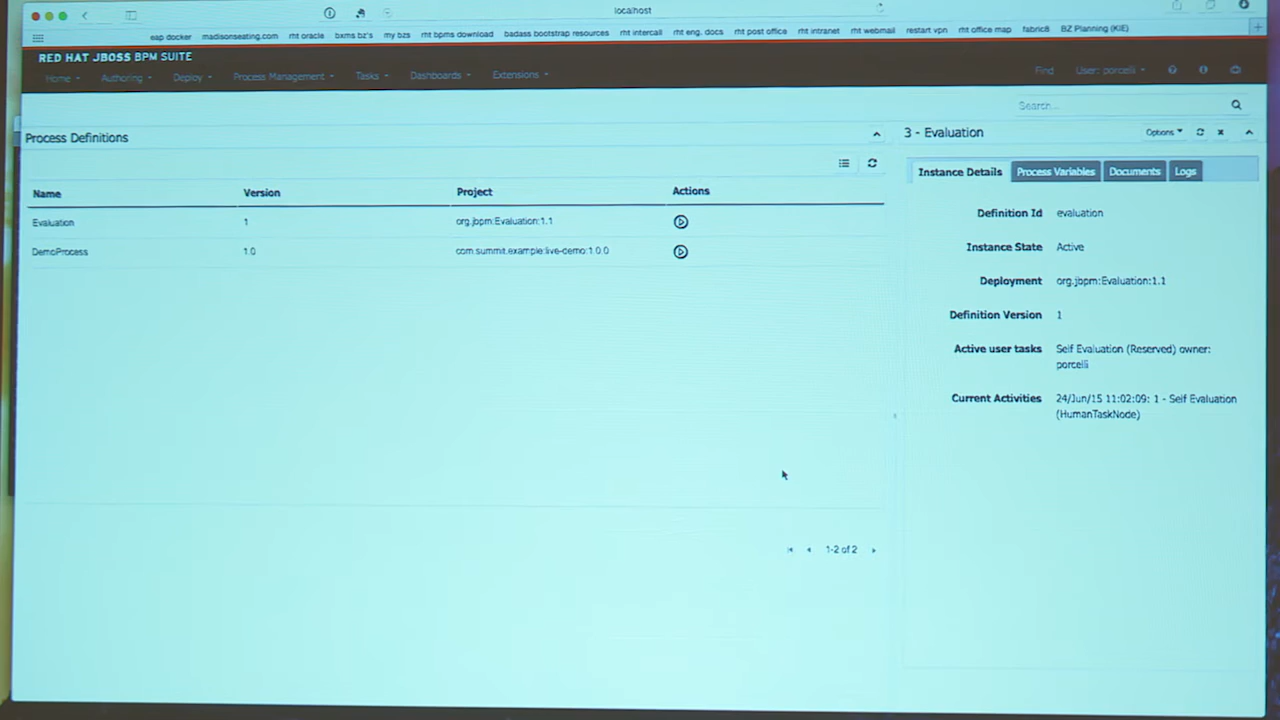 localhost
eap docker madisonseating.com rht oracle bxms bz's my bzs rht bpms download badass bootstrap resources rht intercall rht eng. docs rht post office rht intranet rht webmail restart vpn rht office map fabric8 BZ Planning (KIE)
RED HAT JBOSS BPM SUITE
Home Authoring Deploy Process Management Tasks Dashboards Extensions Find User: porcelli
Search...
Process Definitions
Name Version Project Actions
Evaluation 1 org.jbpm:Evaluation:1.1
DemoProcess 1.0 com.summit.example:live-demo:1.0.0
1-2 of 2
3 - Evaluation Options
Instance Details Process Variables Documents Logs
Definition Id evaluation
Instance State Active
Deployment org.jbpm:Evaluation:1.1
Definition Version 1
Active user tasks Self Evaluation (Reserved) owner:
porcelli
Current Activities 24/Jun/15 11:02:09: 1 - Self Evaluation
(HumanTaskNode)